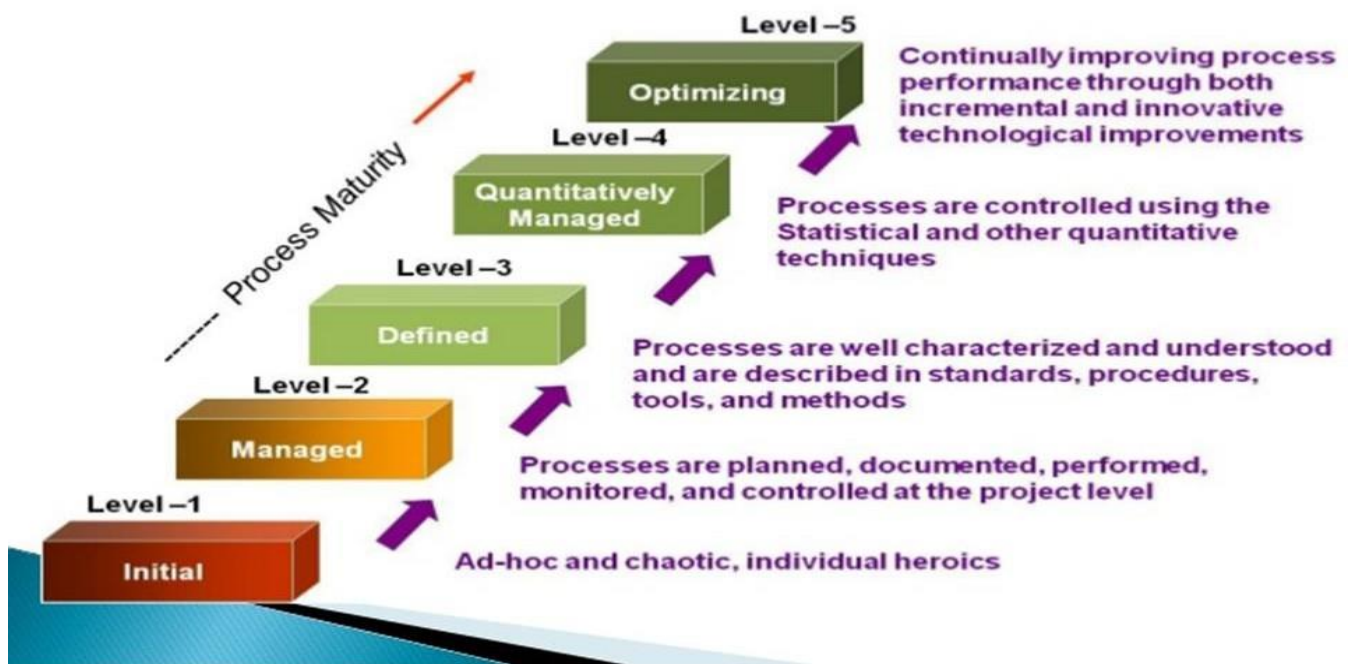 Level –5
Optimizing
Continually improving process
performance through both
incremental and innovative
technological improvements
Level –4
Quantitatively
Managed
Processes are controlled using the
Statistical and other quantitative
techniques
----- Process Maturity
Level –3
Defined
Processes are well characterized and understood
and are described in standards, procedures,
tools, and methods
Level –2
Managed
Processes are planned, documented, performed,
monitored, and controlled at the project level
Level –1
Initial
Ad-hoc and chaotic, individual heroics